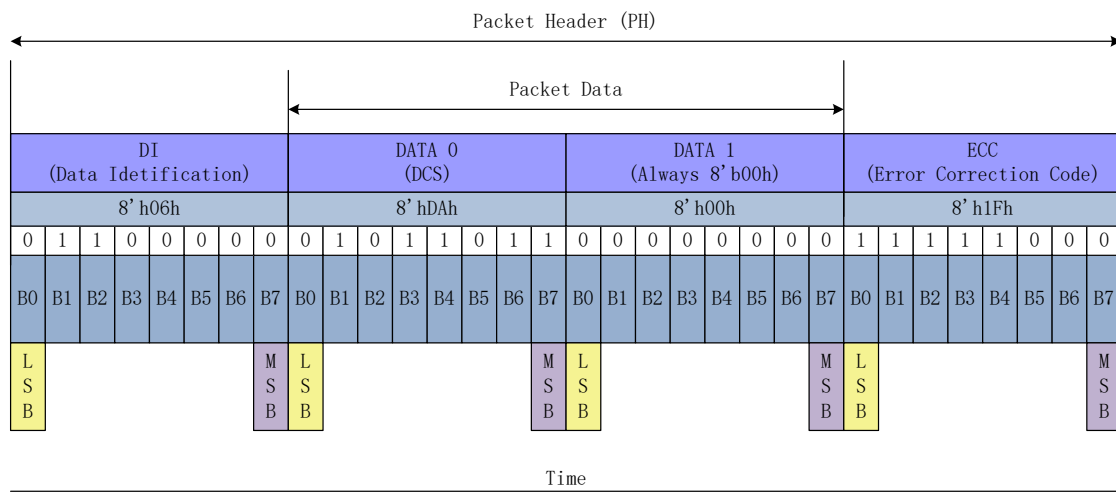 Packet Header (PH)
Packet Data
DI DATA 0 DATA 1 ECC
(Data Idetification) (DCS) (Always 8'b00h) (Error Correction Code)
8'h06h 8'hDAh 8'h00h 8'h1Fh
0 1 1 0 0 0 0 0 0 1 0 1 1 0 1 1 0 0 0 0 0 0 0 0 1 1 1 1 1 0 0 0
B0 B1 B2 B3 B4 B5 B6 B7 B0 B1 B2 B3 B4 B5 B6 B7 B0 B1 B2 B3 B4 B5 B6 B7 B0 B1 B2 B3 B4 B5 B6 B7
L M L M L M L M
S S S S S S S S
B B B B B B B B
Time